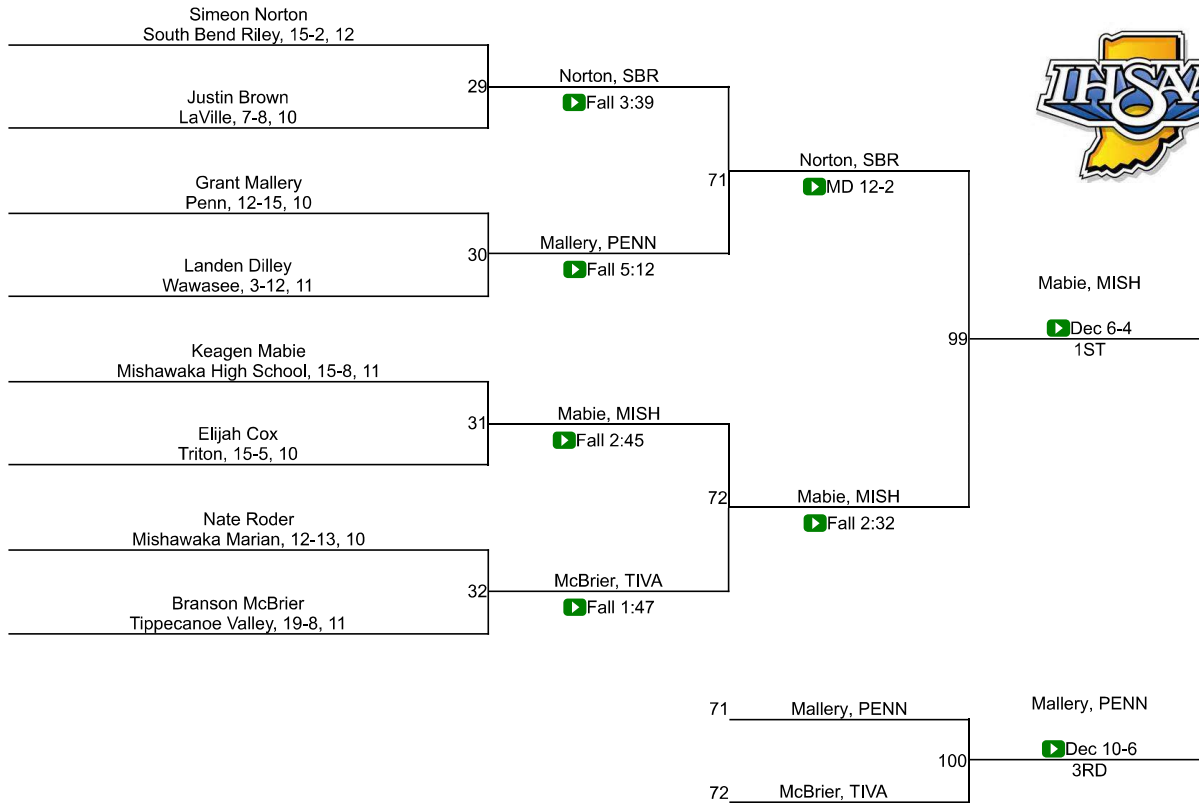 Simeon Norton
South Bend Riley, 15-2, 12
29
Justin Brown
LaVille, 7-8, 10
Norton, SBR
Fall 3:39
71
Grant Mallery
Penn, 12-15, 10
30
Landen Dilley
Wawasee, 3-12, 11
Mallery, PENN
Fall 5:12
Norton, SBR
MD 12-2
99
Keagen Mabie
Mishawaka High School, 15-8, 11
31
Elijah Cox
Triton, 15-5, 10
Mabie, MISH
Fall 2:45
72
Nate Roder
Mishawaka Marian, 12-13, 10
32
Branson McBrier
Tippecanoe Valley, 19-8, 11
McBrier, TIVA
Fall 1:47
Mabie, MISH
Fall 2:32
IHSAA
Mabie, MISH
Dec 6-4
1ST
71
Mallery, PENN
100
72
McBrier, TIVA
Mallery, PENN
Dec 10-6
3RD